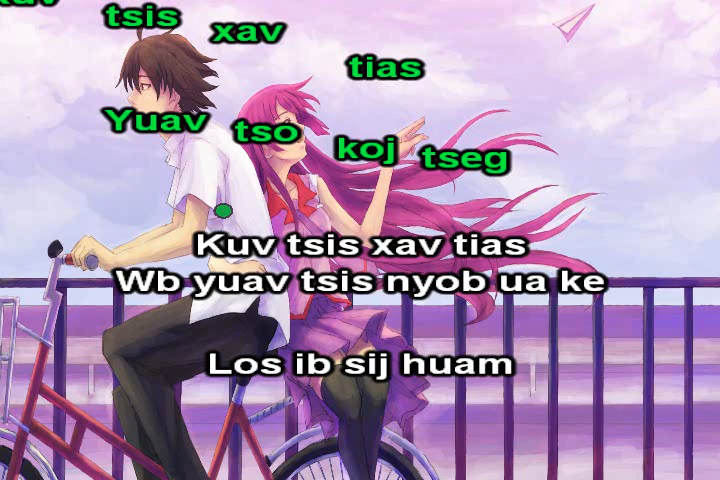 tsis xav tias
Yuav tso koj tseg
Kuv tsis xav tias
Wb yuav tsis nyob ua ke
Los ib sij huam